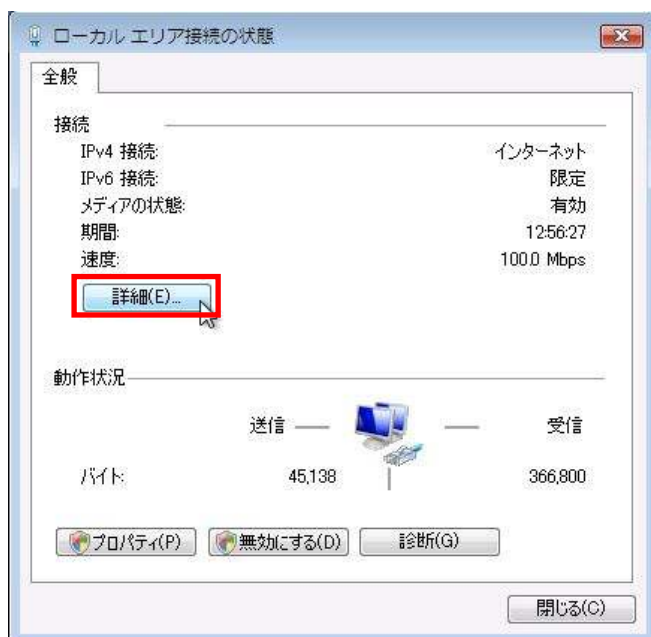 ローカル エリア接続の状態
全般
接続
IPv4 接続: インターネット
IPv6 接続: 限定
メディアの状態: 有効
期間: 12:56:27
速度: 100.0 Mbps
詳細(E)...
動作状況
送信 受信
バイト: 45,138 366,800
プロパティ(P) 無効にする(D) 診断(G)
閉じる(C)